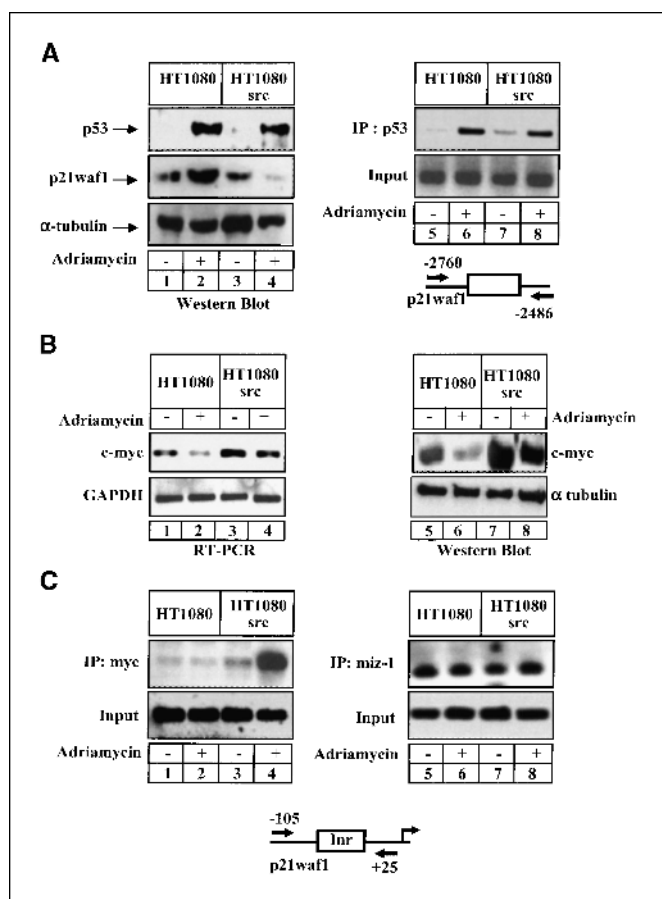 A
HT1080 HT1080 src
p53
p21waf1
α-tubulin
Adriamycin - + - +
1 2 3 4
Western Blot
HT1080 HT1080 src
IP : p53
Input
Adriamycin - + - +
5 6 7 8
-2760
p21waf1
-2486
B
HT1080 HT1080 src
Adriamycin - + - –
c-myc
GAPDH
1 2 3 4
RT-PCR
HT1080 HT1080 src
- + - + Adriamycin
c-myc
α tubulin
5 6 7 8
Western Blot
C
HT1080 HT1080 src
IP: myc
Input
Adriamycin - + - +
1 2 3 4
HT1080 HT1080 src
IP: miz-1
Input
Adriamycin - + - +
5 6 7 8
-105
Inr
p21waf1
+25